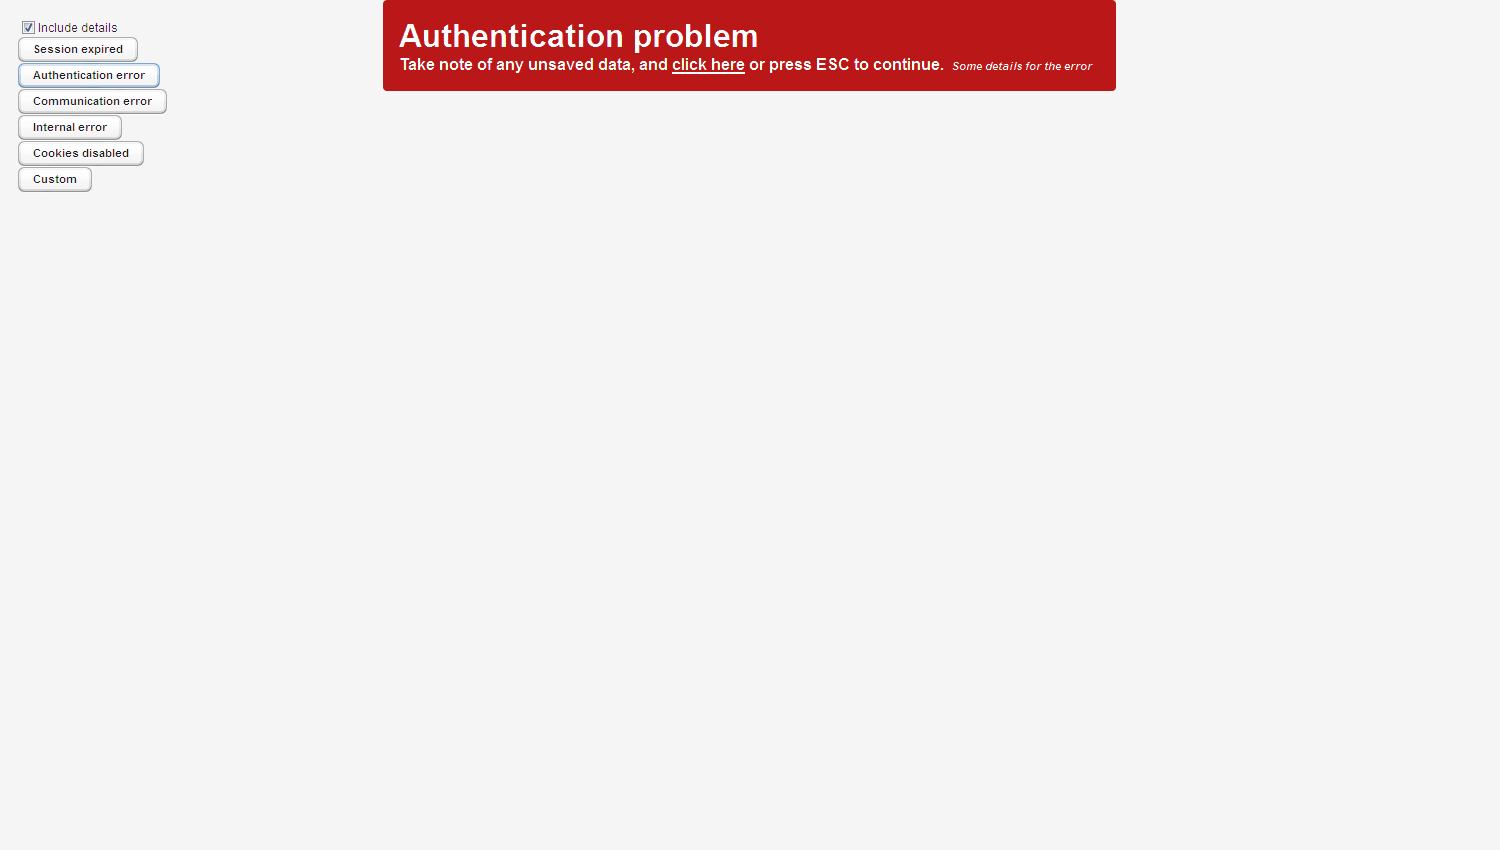 Include details
Session expired
Authentication error
Communication error
Internal error
Cookies disabled
Custom
Authentication problem
Take note of any unsaved data, and click here or press ESC to continue. Some details for the error